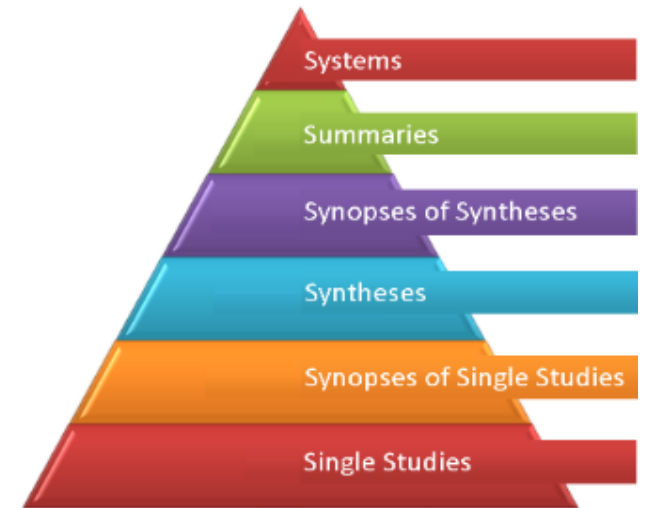 Systems
Summaries
Synopses of Syntheses
Syntheses
Synopses of Single Studies
Single Studies